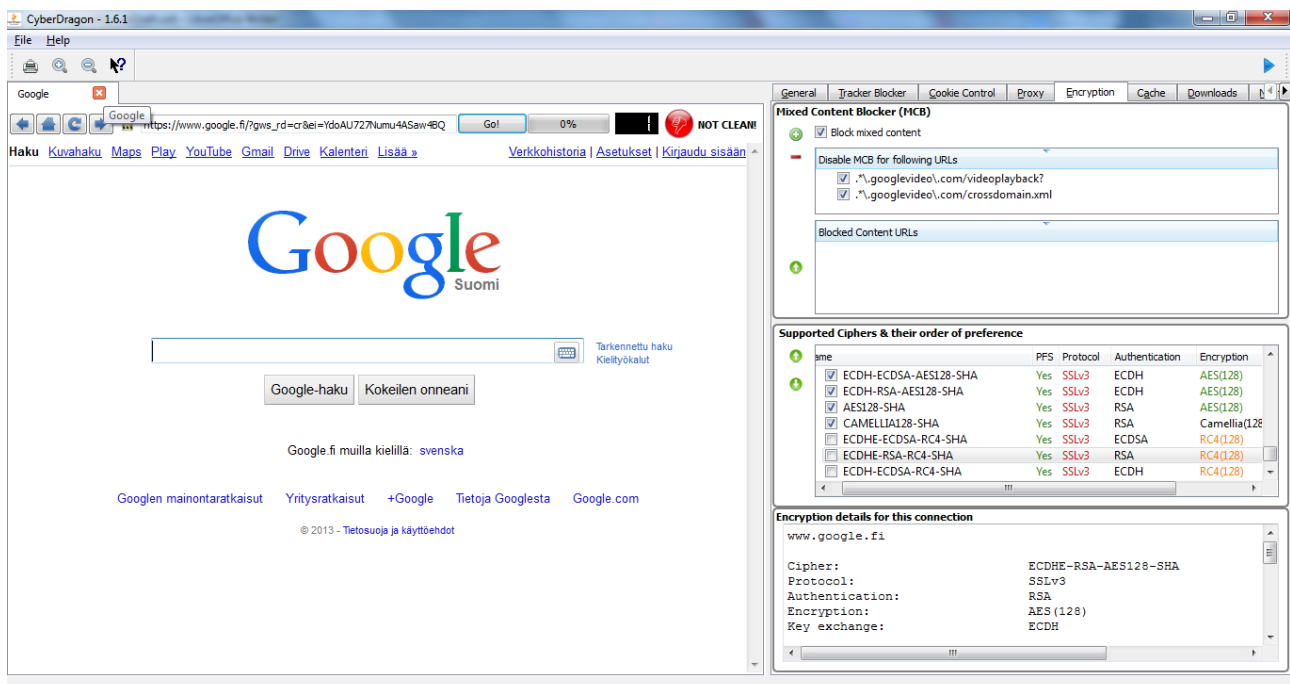 CyberDragon - 1.6.1
File Help
Google
Google
https://www.google.fi/?gws_rd=cr&ei=YdoAU727Numu4ASaw4BQ Go! 0% 1 NOT CLEAN!
Haku Kuvahaku Maps Play YouTube Gmail Drive Kalenteri Lisää » Verkkohistoria | Asetukset | Kirjaudu sisään
Google
Suomi
Tarkennettu haku
Kielityökalut
Google-haku Kokeilen onneani
Google.fi muilla kielillä: svenska
Googlen mainontaratkaisut Yritysratkaisut +Google Tietoja Googlesta Google.com
© 2013 - Tietosuoja ja käyttöehdot
General Tracker Blocker Cookie Control Proxy Encryption Cache Downloads
Mixed Content Blocker (MCB)
Block mixed content
Disable MCB for following URLs
.*\.googlevideo\.com/videoplayback?
.*\.googlevideo\.com/crossdomain.xml
Blocked Content URLs
Supported Ciphers & their order of preference
ame PFS Protocol Authentication Encryption
ECDH-ECDSA-AES128-SHA Yes SSLv3 ECDH AES(128)
ECDH-RSA-AES128-SHA Yes SSLv3 ECDH AES(128)
AES128-SHA Yes SSLv3 RSA AES(128)
CAMELLIA128-SHA Yes SSLv3 RSA Camellia(128
ECDHE-ECDSA-RC4-SHA Yes SSLv3 ECDSA RC4(128)
ECDHE-RSA-RC4-SHA Yes SSLv3 RSA RC4(128)
ECDH-ECDSA-RC4-SHA Yes SSLv3 ECDH RC4(128)
Encryption details for this connection
www.google.fi
Cipher: ECDHE-RSA-AES128-SHA
Protocol: SSLv3
Authentication: RSA
Encryption: AES(128)
Key exchange: ECDH